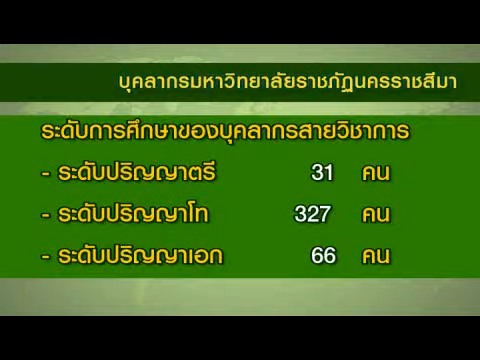 บุคลากรมหาวิทยาลัยราชภัฏนครราชสีมา
ระดับการศึกษาของบุคลากรสายวิชาการ
- ระดับปริญญาตรี 31 คน
- ระดับปริญญาโท 327 คน
- ระดับปริญญาเอก 66 คน